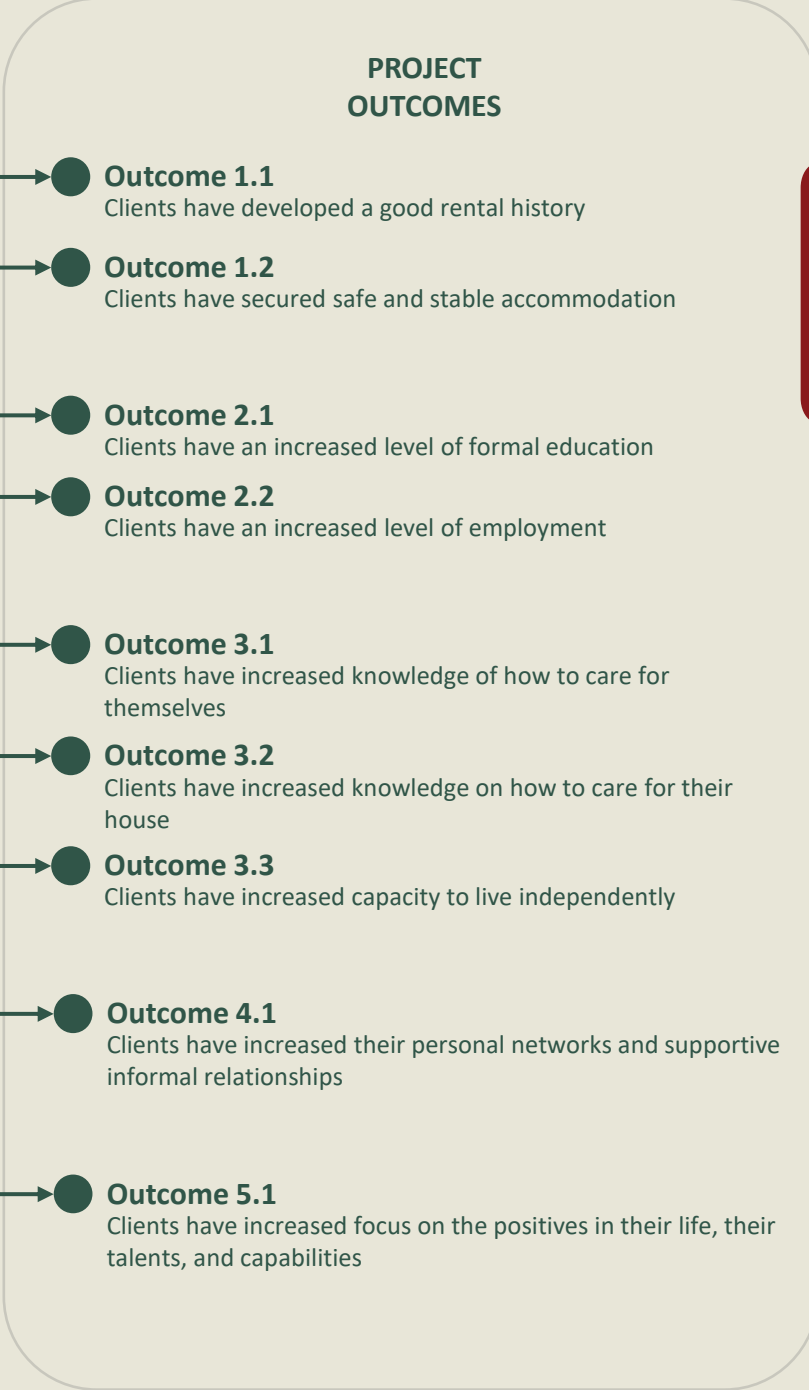 PROJECT
OUTCOMES
Outcome 1.1
Clients have developed a good rental history
Outcome 1.2
Clients have secured safe and stable accommodation
Outcome 2.1
Clients have an increased level of formal education
Outcome 2.2
Clients have an increased level of employment
Outcome 3.1
Clients have increased knowledge of how to care for
themselves
Outcome 3.2
Clients have increased knowledge on how to care for their
house
Outcome 3.3
Clients have increased capacity to live independently
Outcome 4.1
Clients have increased their personal networks and supportive
informal relationships
Outcome 5.1
Clients have increased focus on the positives in their life, their
talents, and capabilities